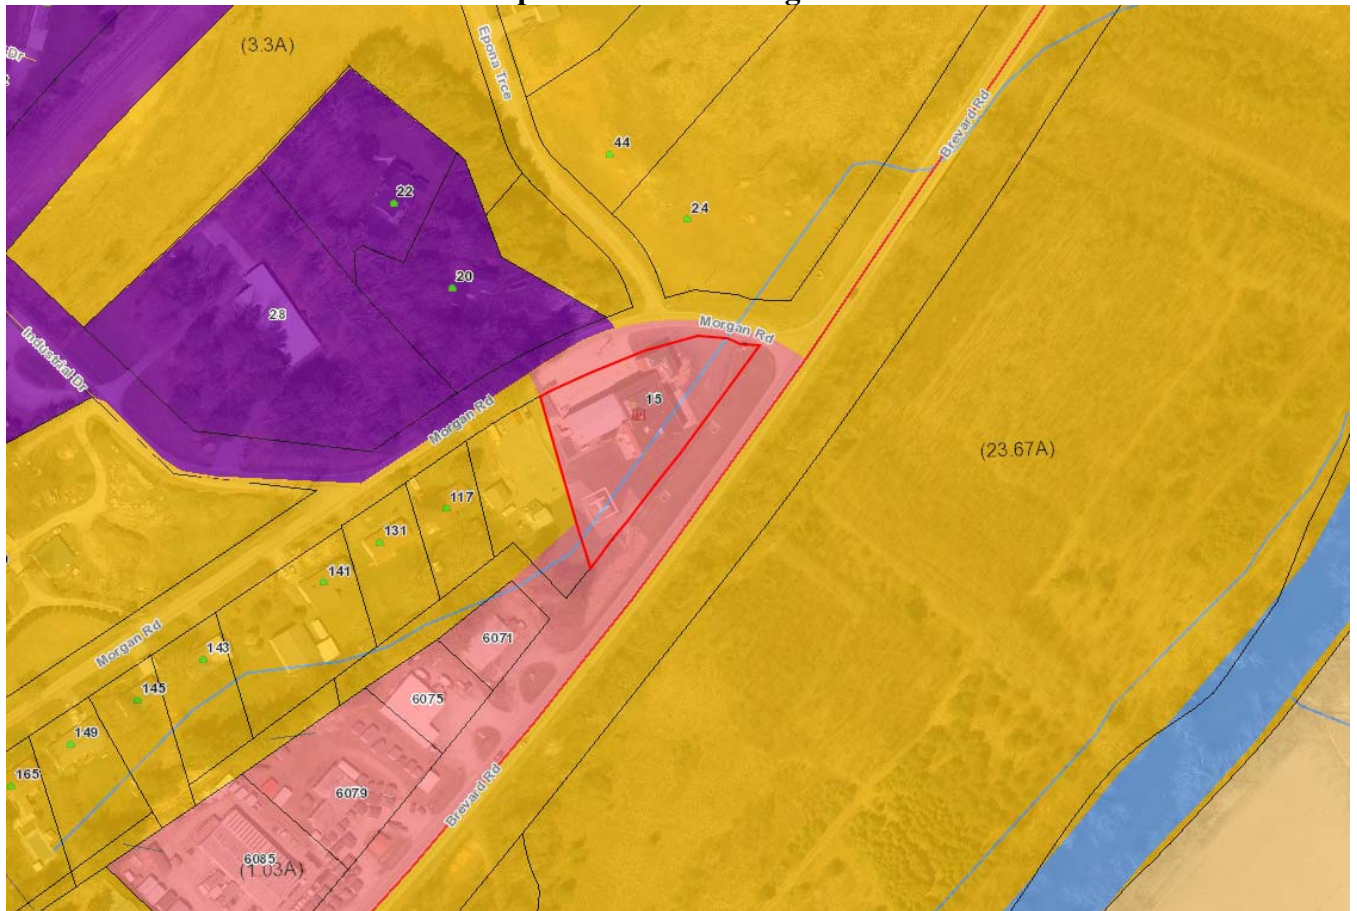 (3.3A)
Epona Trce
Dr
Brevard Rd
44
22
24
20
28
Morgan Rd
Industrial Dr
15
Morgan Rd
(23.67A)
117
131
141
Morgan Rd
143
6071
145
6075
149
165
Brevard Rd
6079
6085
(1.03A)